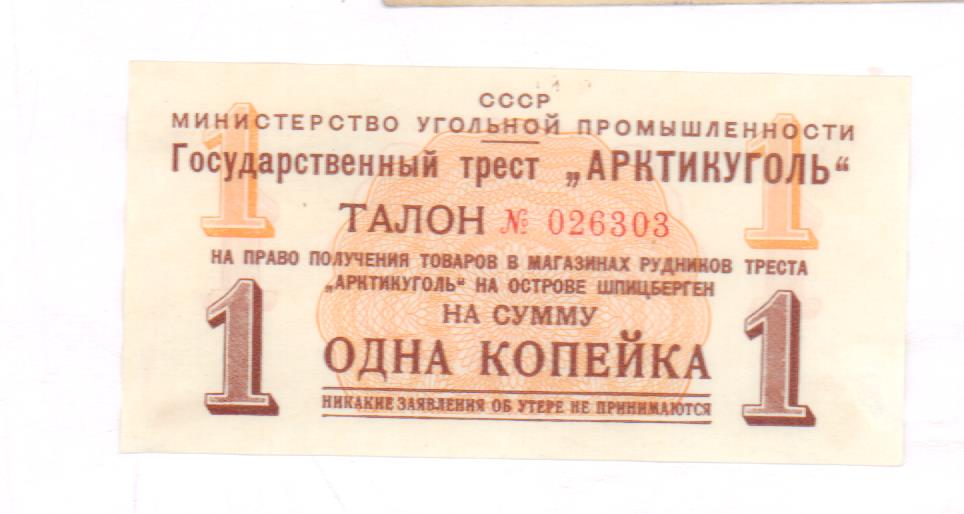 СССР
МИНИСТЕРСТВО УГОЛЬНОЙ ПРОМЫШЛЕННОСТИ
Государственный трест „АРКТИКУГОЛЬ“
1 1
ТАЛОН № 026303
НА ПРАВО ПОЛУЧЕНИЯ ТОВАРОВ В МАГАЗИНАХ РУДНИКОВ ТРЕСТА
„АРКТИКУГОЛЬ“ НА ОСТРОВЕ ШПИЦБЕРГЕН
НА СУММУ
1 ОДНА КОПЕЙКА 1
НИКАКИЕ ЗАЯВЛЕНИЯ ОБ УТЕРЕ НЕ ПРИНИМАЮТСЯ